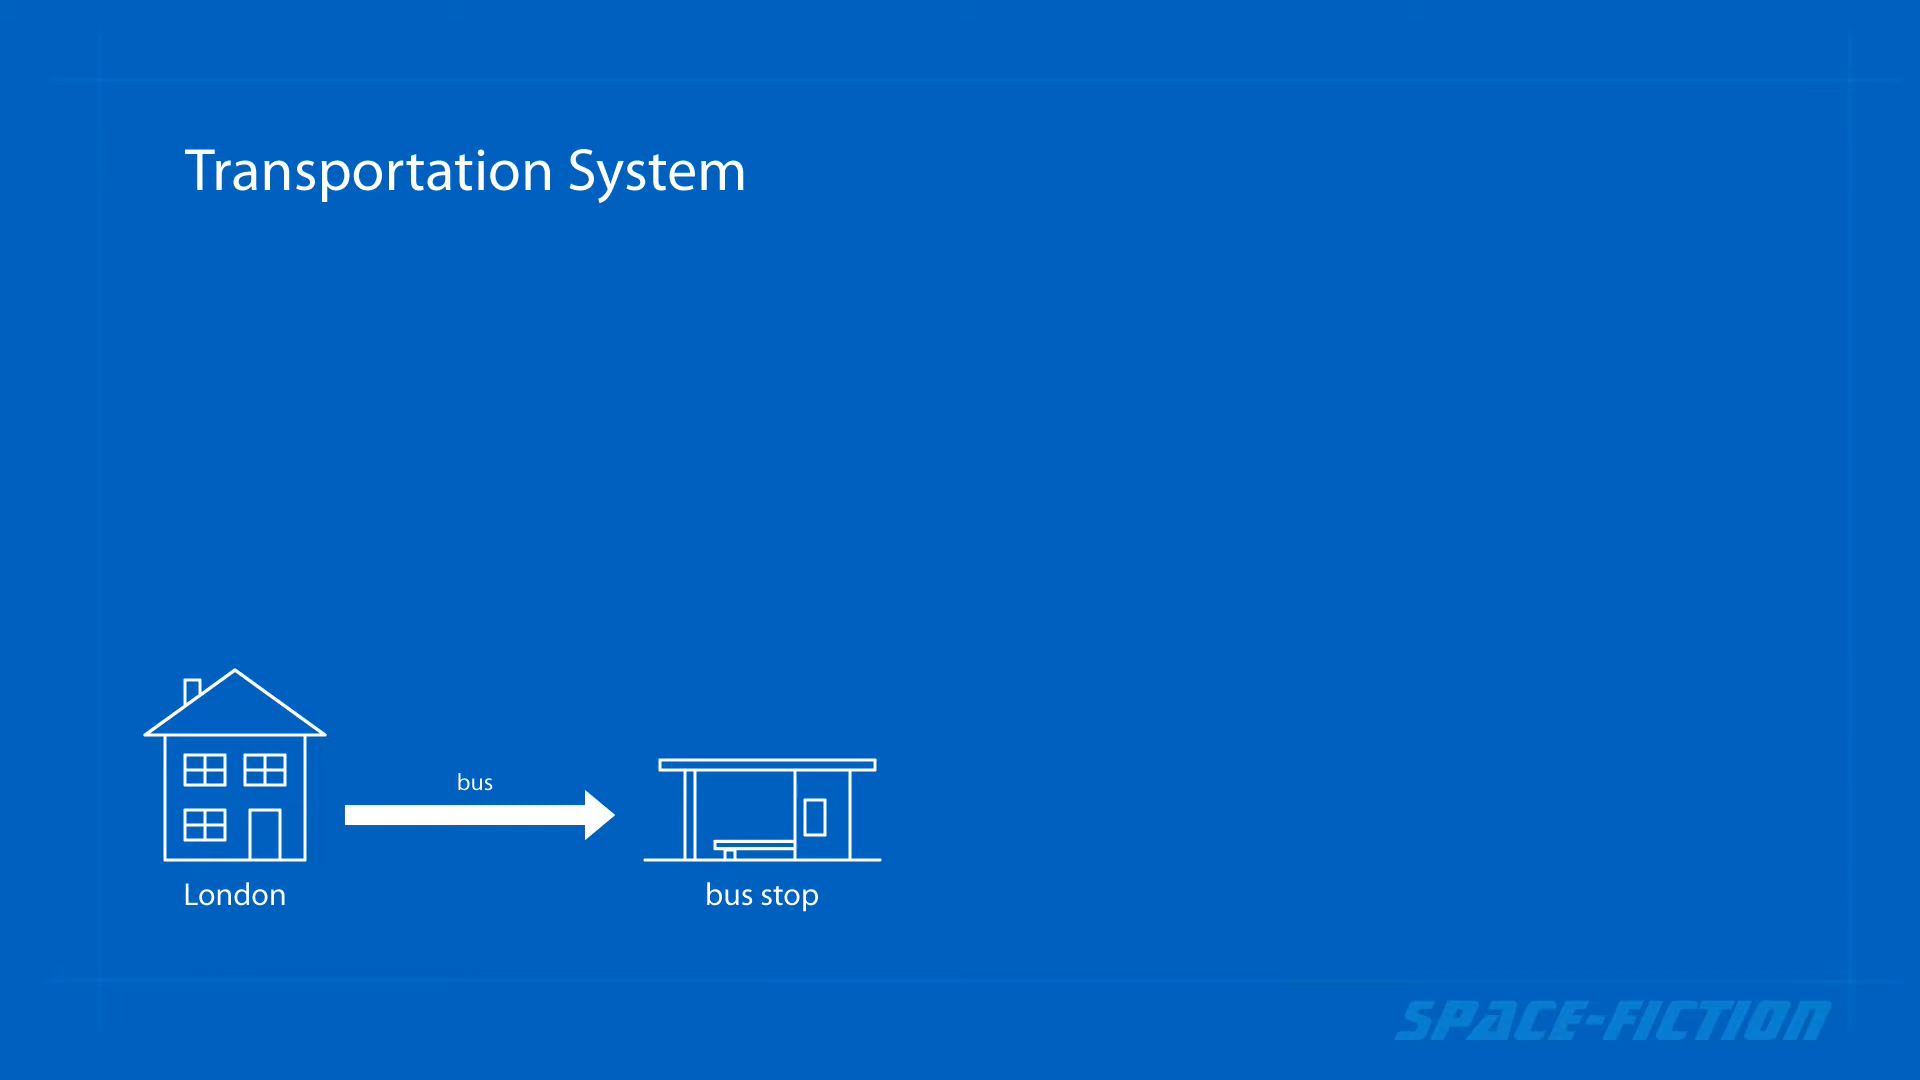 Transportation System
bus
London
bus stop
SPACE-FICTION